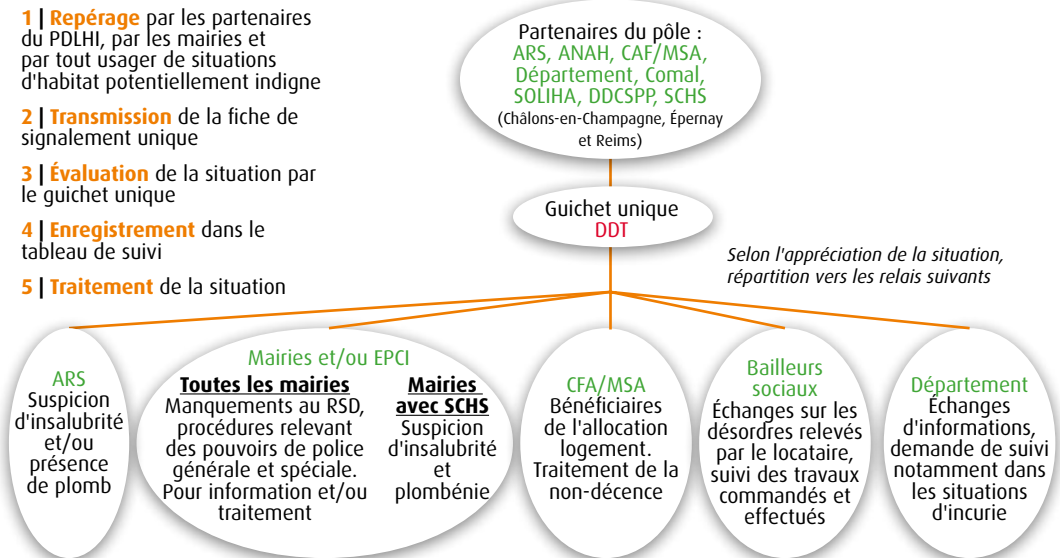 1 | Repérage par les partenaires
du PDLHI, par les mairies et
par tout usager de situations
d'habitat potentiellement indigne
2 | Transmission de la fiche de
signalement unique
3 | Évaluation de la situation par
le guichet unique
4 | Enregistrement dans le
tableau de suivi
5 | Traitement de la situation
Partenaires du pôle :
ARS, ANAH, CAF/MSA,
Département, Comal,
SOLIHA, DDCSPP, SCHS
(Châlons-en-Champagne, Épernay
et Reims)
Guichet unique
DDT
Selon l'appréciation de la situation,
répartition vers les relais suivants
ARS
Suspicion
d'insalubrité
et/ou
présence
de plomb
Mairies et/ou EPCI
Toutes les mairies
Manquements au RSD,
procédures relevant
des pouvoirs de police
générale et spéciale.
Pour information et/ou
traitement
Mairies
avec SCHS
Suspicion
d'insalubrité
et
plombénie
CFA/MSA
Bénéficiaires
de l'allocation
logement.
Traitement de la
non-décence
Bailleurs
sociaux
Échanges sur les
désordres relevés
par le locataire,
suivi des travaux
commandés et
effectués
Département
Échanges
d'informations,
demande de suivi
notamment dans
les situations
d'incurie